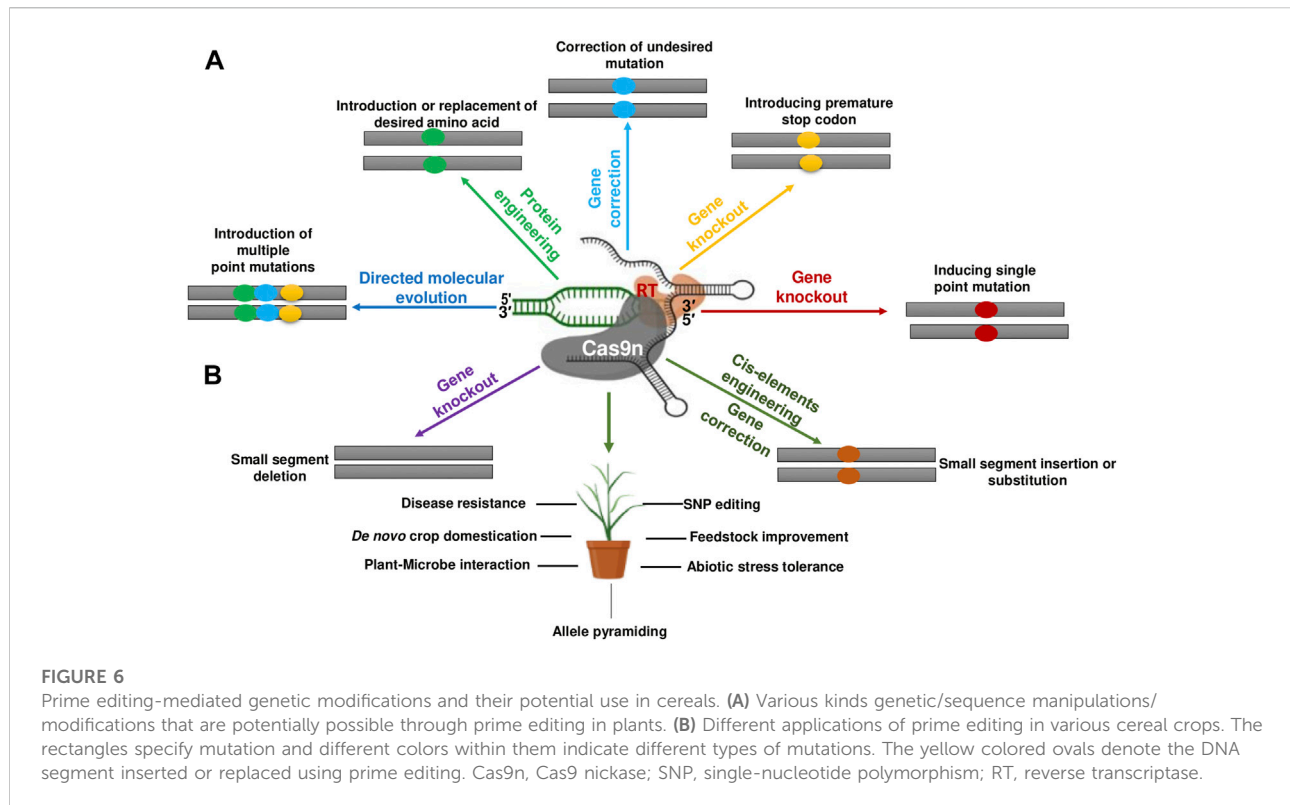 A
Correction of undesired
mutation
Introduction or replacement of
desired amino acid
Introducing premature
stop codon
Protein
engineering
Gene
correction
Gene
knockout
Introduction of
multiple
point mutations
Directed molecular
evolution
5'
3'
RT
3'
5'
Cas9n
Gene
knockout
Inducing single
point mutation
B
Gene
knockout
Cis-elements
engineering
Gene
correction
Small segment
deletion
Small segment insertion or
substitution
Disease resistance
SNP editing
De novo crop domestication
Feedstock improvement
Plant-Microbe interaction
Abiotic stress tolerance
Allele pyramiding
FIGURE 6
Prime editing-mediated genetic modifications and their potential use in cereals. (A) Various kinds genetic/sequence manipulations/
modifications that are potentially possible through prime editing in plants. (B) Different applications of prime editing in various cereal crops. The
rectangles specify mutation and different colors within them indicate different types of mutations. The yellow colored ovals denote the DNA
segment inserted or replaced using prime editing. Cas9n, Cas9 nickase; SNP, single-nucleotide polymorphism; RT, reverse transcriptase.